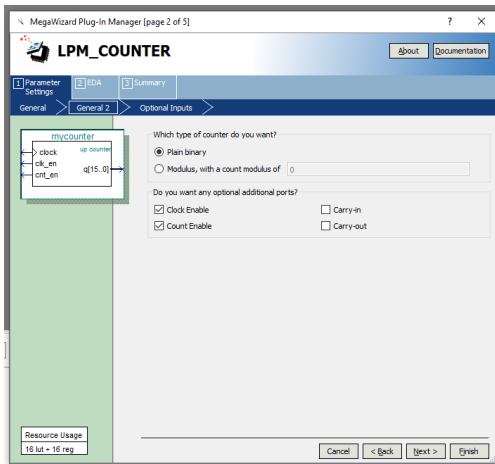 MegaWizard Plug-In Manager [page 2 of 5]
? X
LPM_COUNTER
About
Documentation
1 Parameter Settings
2 EDA
3 Summary
General
General 2
Optional Inputs
mycounter
up counter
clock
clk_en
cnt_en
q[15..0]
Which type of counter do you want?
Plain binary
Modulus, with a count modulus of 0
Do you want any optional additional ports?
Clock Enable
Carry-in
Count Enable
Carry-out
Resource Usage
16 lut + 16 reg
Cancel
< Back
Next >
Finish